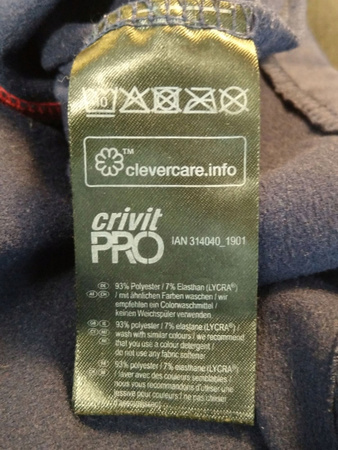 clevercare.info
TM
crivit
PRO
IAN 314040_1901
93% Polyester / 7% Elasthan (LYCRA®)
/ mit ähnlichen Farben waschen / wir
empfehlen ein Colorwaschmittel /
keinen Weichspüler verwenden
93% polyester / 7% elastane (LYCRA®) /
wash with similar colours / we recommend
that you use a colour detergent /
do not use any fabric softener
93% polyester / 7% élasthanne (LYCRA®)
/ laver avec des couleurs semblables /
nous vous recommandons d'utiliser une
lessive pour couleurs / ne pas utiliser